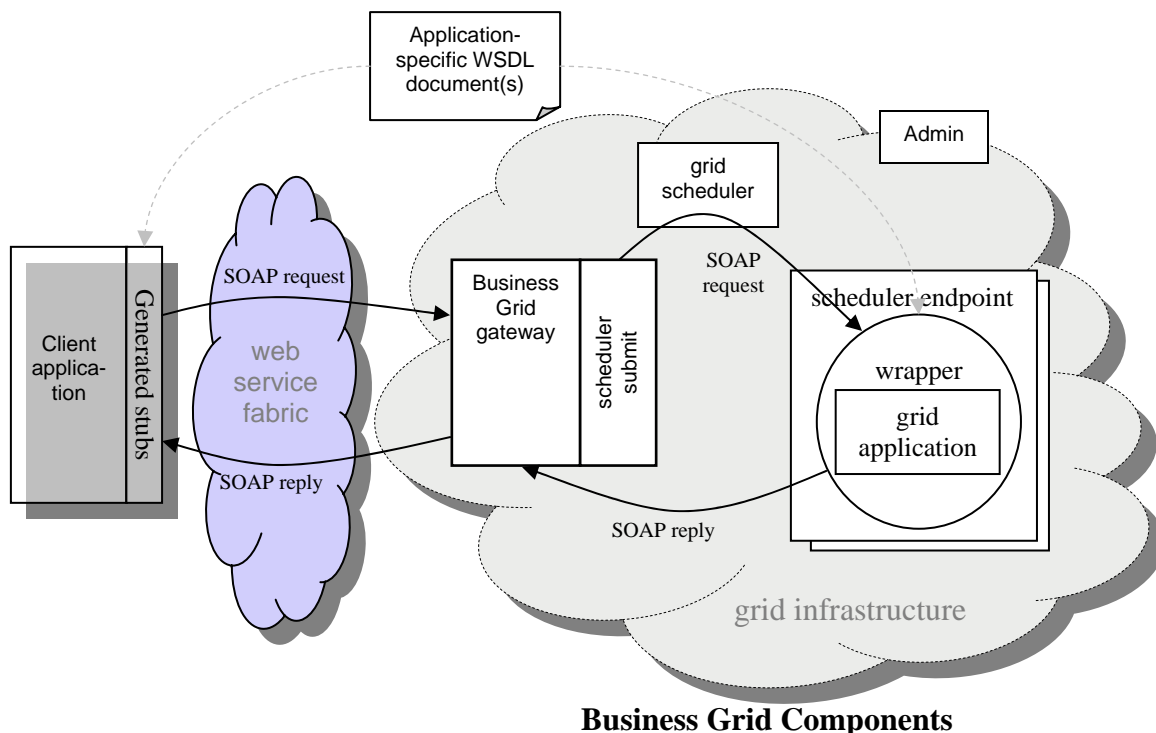 Application-
specific WSDL
document(s)
Admin
grid
scheduler
SOAP request
Business
Grid
gateway
scheduler
submit
SOAP
request
scheduler endpoint
Client
applica-
tion
Generated stubs
web
service
fabric
wrapper
grid
application
SOAP reply
SOAP reply
grid infrastructure
Business Grid Components